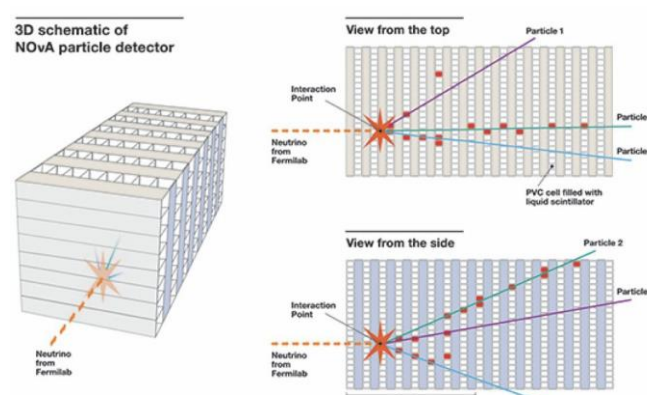 3D schematic of
NOvA particle detector
Neutrino
from
Fermilab
View from the top
Particle 1
Interaction
Point
Particle
Neutrino
from
Fermilab
Particle
PVC cell filled with
liquid scintillator
View from the side
Particle 2
Interaction
Point
Particle
Neutrino
from
Fermilab